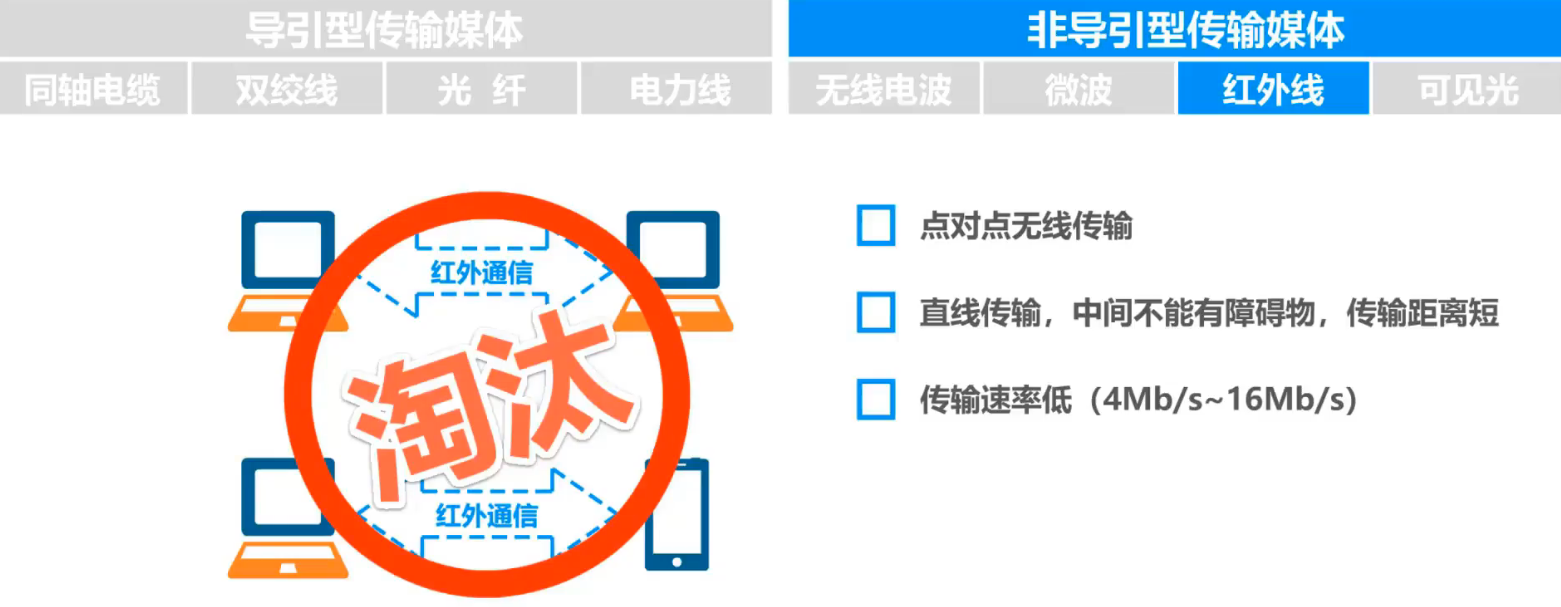 导引型传输媒体
非导引型传输媒体
同轴电缆 双绞线 光 纤 电力线 无线电波 微波 红外线 可见光
红外通信
淘汰
红外通信
点对点无线传输
直线传输，中间不能有障碍物，传输距离短
传输速率低（4Mb/s~16Mb/s)